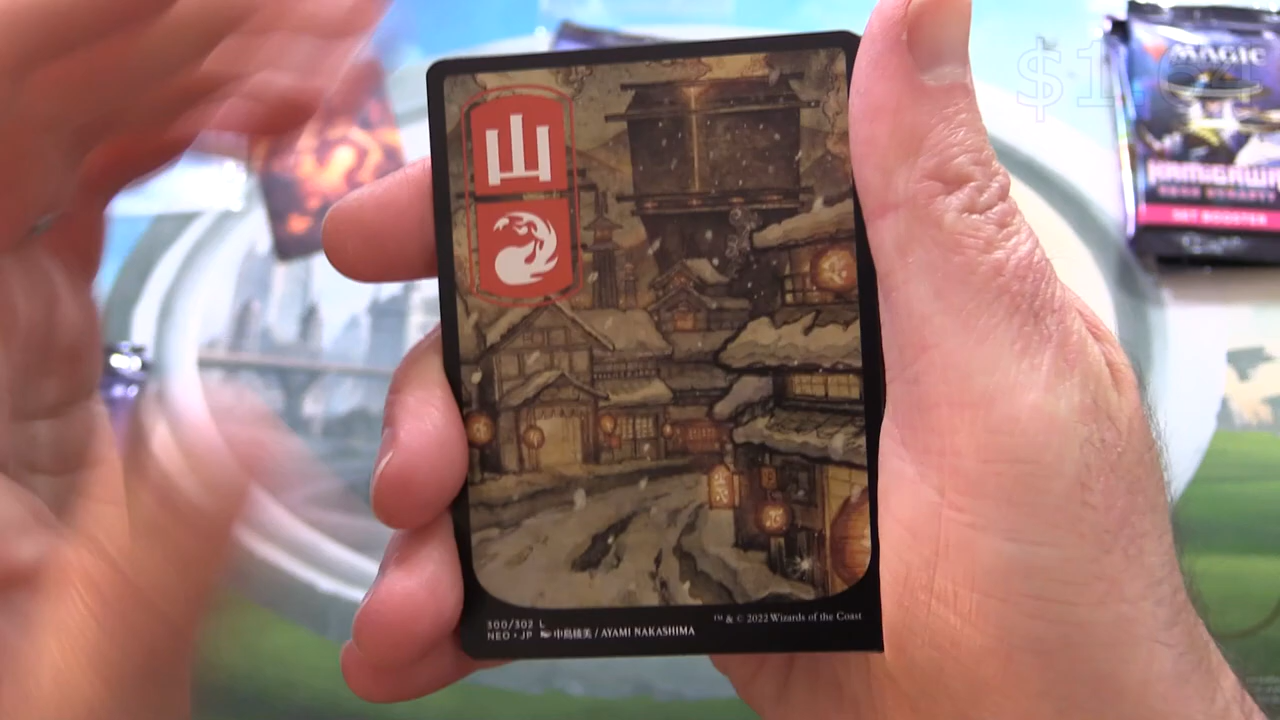 山
300/302 L
NEO • JP 中島綾美 / AYAMI NAKASHIMA
™ & © 2022 Wizards of the Coast
MAGIC
KAMIGAWA
SET BOOSTER